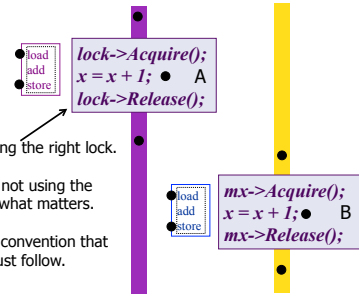 load
add
store
lock->Acquire();
x = x + 1;
lock->Release();
A
ng the right lock.
not using the
what matters.
convention that
ust follow.
load
add
store
mx->Acquire();
x = x + 1;
mx->Release();
B